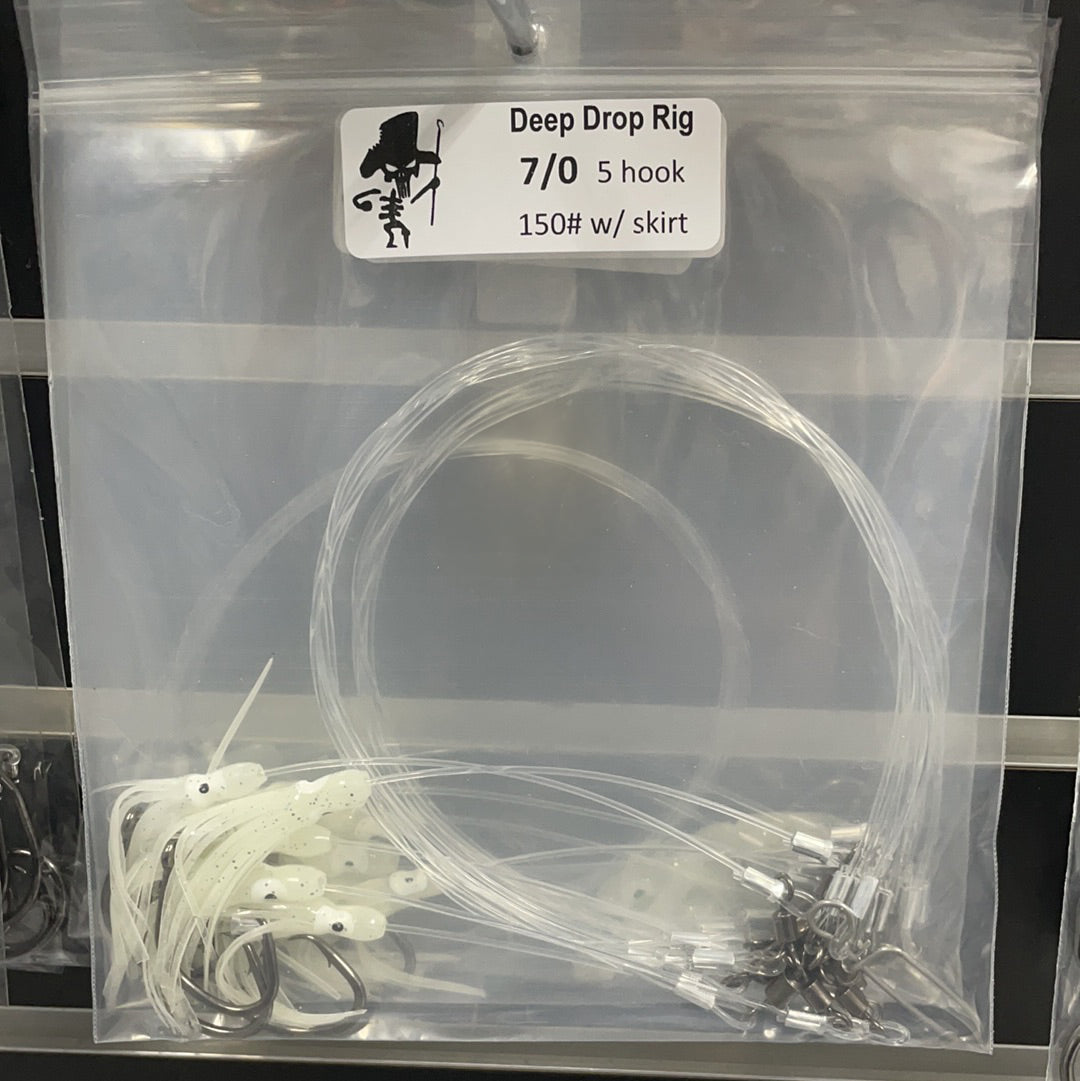 Deep Drop Rig
7/0 5 hook
150# w/ skirt